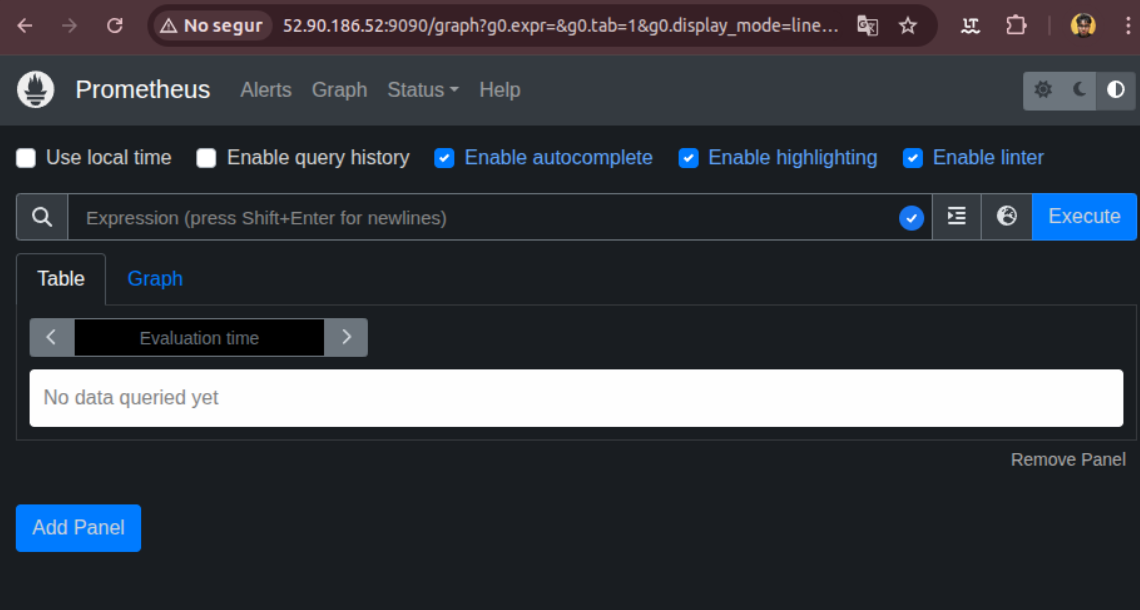 No segur 52.90.186.52:9090/graph?g0.expr=&g0.tab=1&g0.display_mode=line...
Prometheus Alerts Graph Status Help
Use local time Enable query history Enable autocomplete Enable highlighting Enable linter
Expression (press Shift+Enter for newlines) Execute
Table Graph
Evaluation time
No data queried yet
Remove Panel
Add Panel